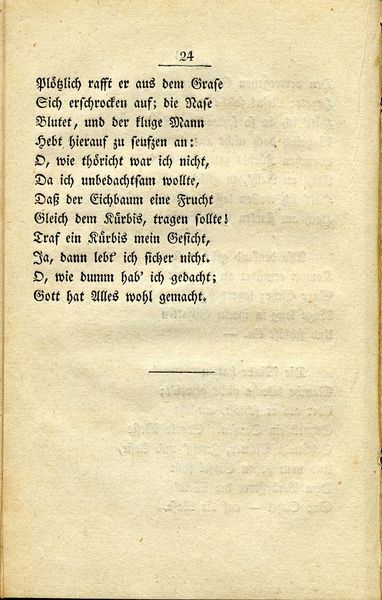 24
Plötzlich rafft er aus dem Grase
Sich erschrocken auf; die Nase
Blutet, und der kluge Mann
Hebt hierauf zu seufzen an:
O, wie thöricht war ich nicht,
Da ich unbedachtsam wollte,
Daß der Eichbaum eine Frucht
Gleich dem Kürbis, tragen sollte!
Traf ein Kürbis mein Gesicht,
Ja, dann lebt' ich sicher nicht.
O, wie dumm hab' ich gedacht;
Gott hat Alles wohl gemacht.